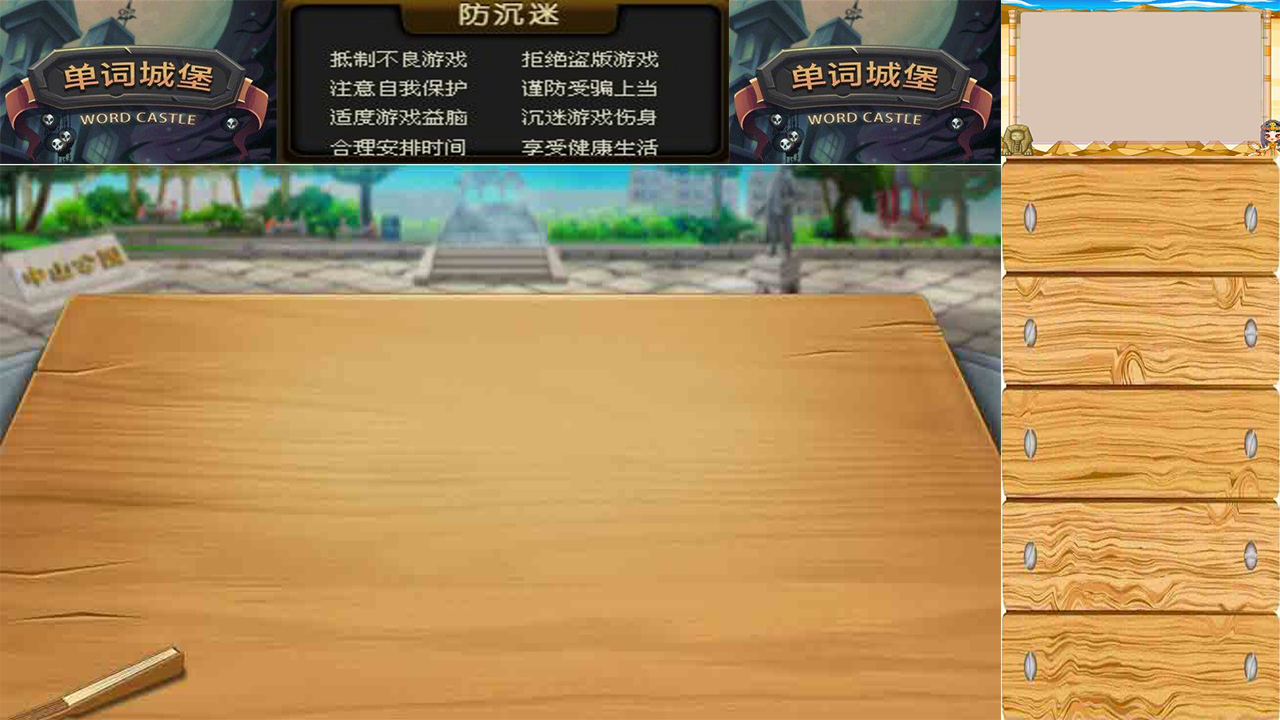 单词城堡
WORD CASTLE
防沉迷
抵制不良游戏 拒绝盗版游戏
注意自我保护 谨防受骗上当
适度游戏益脑 沉迷游戏伤身
合理安排时间 享受健康生活
单词城堡
WORD CASTLE
中山公园